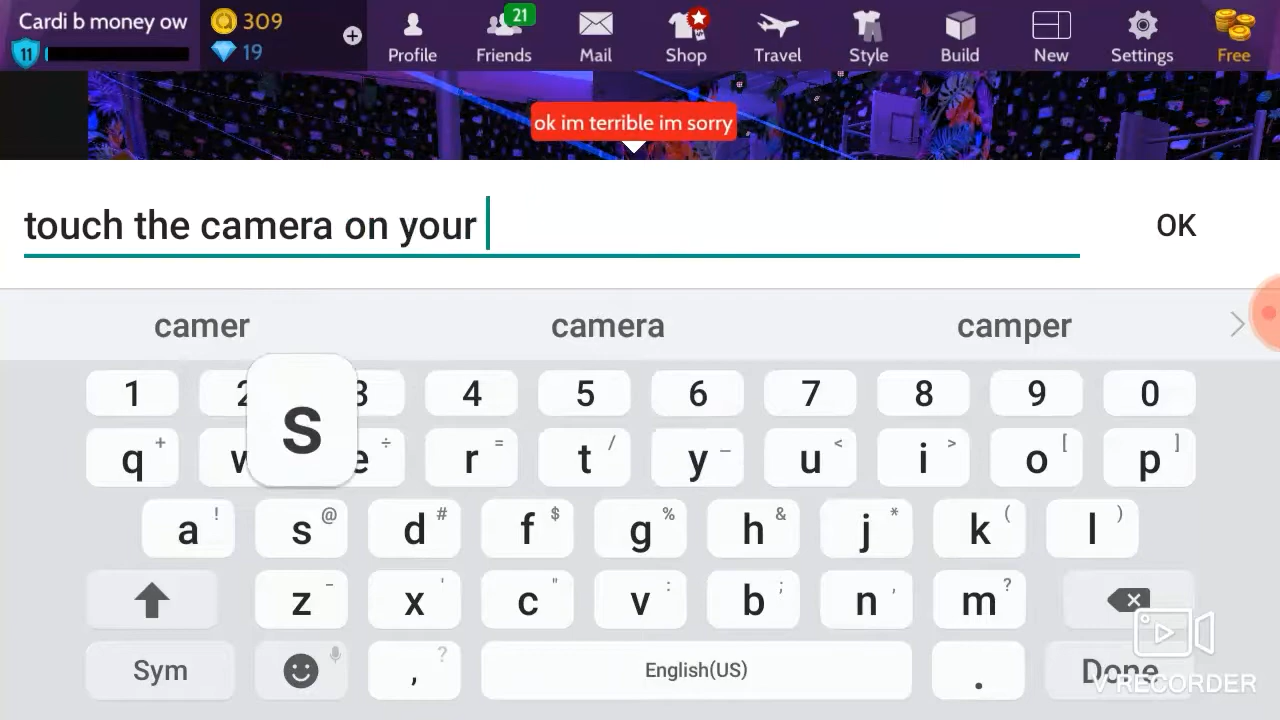 Cardi b money ow
309
11
19
Profile
21
Friends
Mail
Shop
Travel
Style
Build
New
Settings
Free
ok im terrible im sorry
touch the camera on your
OK
camer
camera
camper
1 2 3 4 5 6 7 8 9 0
S
q + w e ÷ r = t / y _ u < i > o [ p ]
a ! s @ d # f $ g % h & j * k ( l )
z - x ' c " v : b ; n , m ?
Sym , ? English(US) . Done
V RECORDER